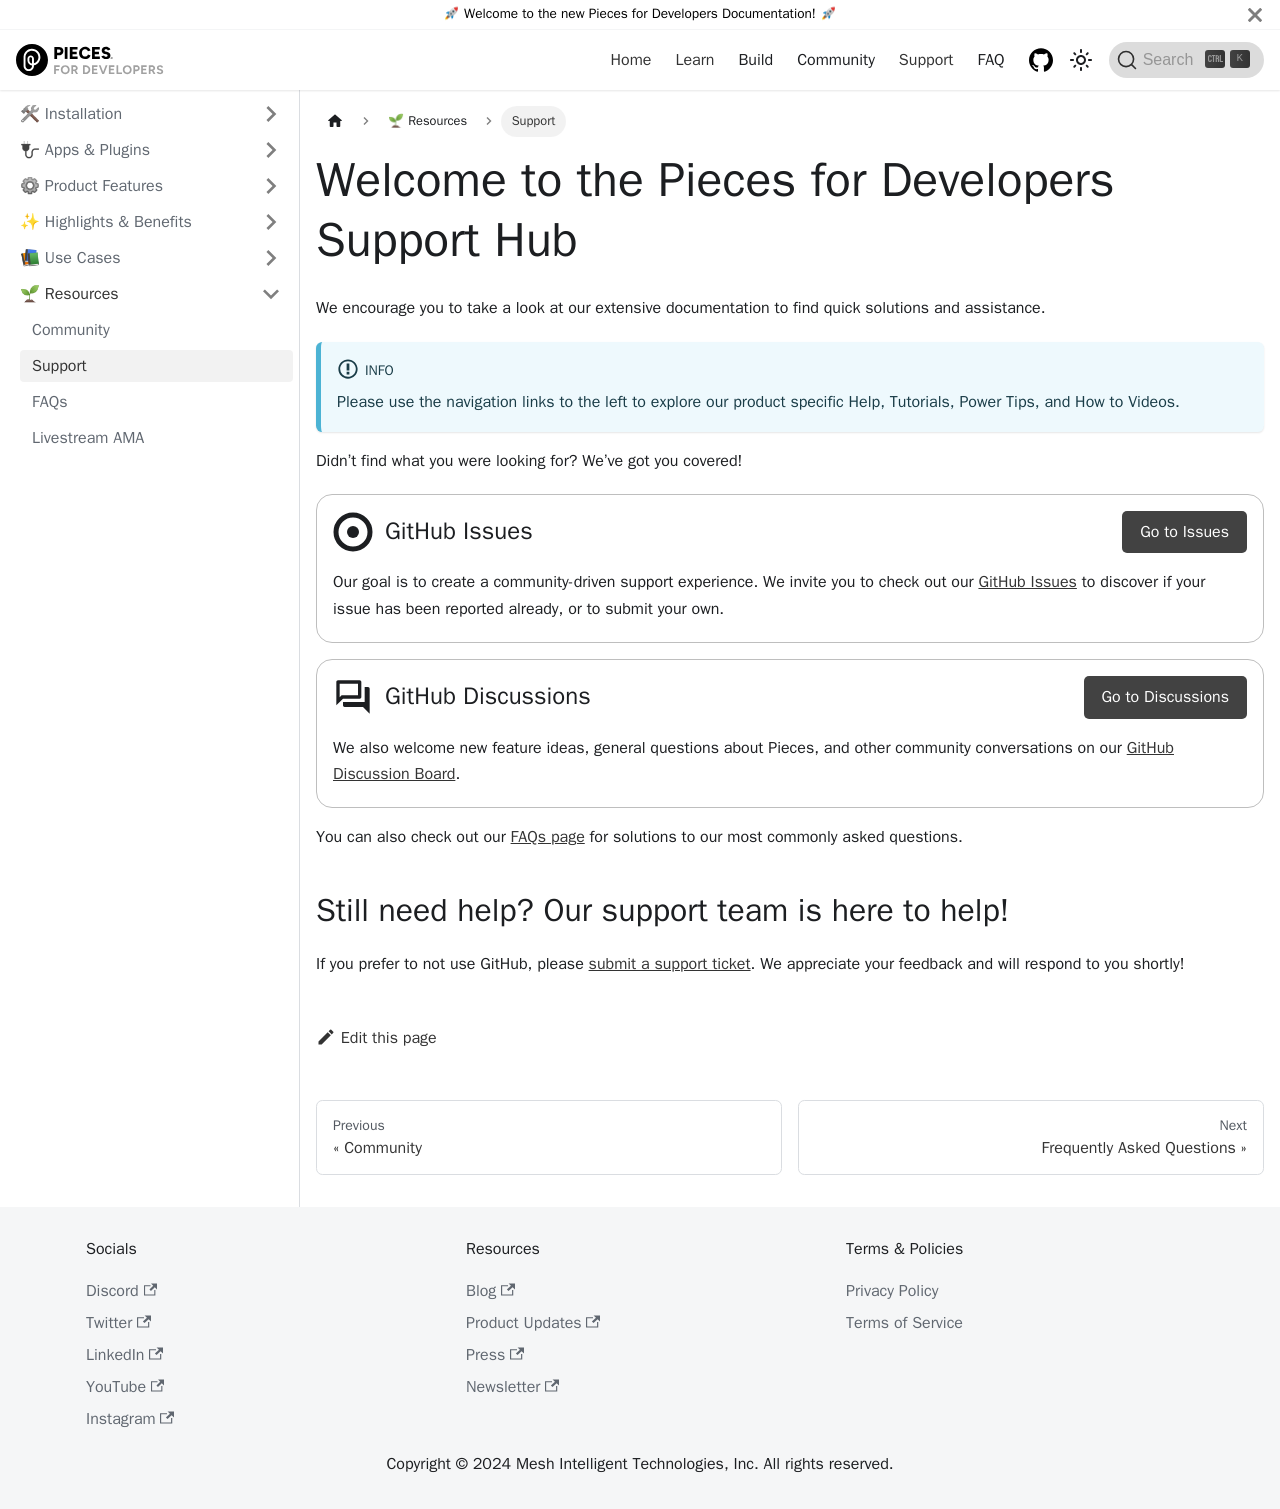 🚀 Welcome to the new Pieces for Developers Documentation! 🚀
PIECES
FOR DEVELOPERS
Home Learn Build Community Support FAQ Search CTRL K
🛠️ Installation
🔌 Apps & Plugins
⚙️ Product Features
✨ Highlights & Benefits
📚 Use Cases
🌱 Resources
Community
Support
FAQs
Livestream AMA
🌱 Resources > Support
Welcome to the Pieces for Developers
Support Hub
We encourage you to take a look at our extensive documentation to find quick solutions and assistance.
INFO
Please use the navigation links to the left to explore our product specific Help, Tutorials, Power Tips, and How to Videos.
Didn’t find what you were looking for? We’ve got you covered!
GitHub Issues
Go to Issues
Our goal is to create a community-driven support experience. We invite you to check out our GitHub Issues to discover if your
issue has been reported already, or to submit your own.
GitHub Discussions
Go to Discussions
We also welcome new feature ideas, general questions about Pieces, and other community conversations on our GitHub
Discussion Board.
You can also check out our FAQs page for solutions to our most commonly asked questions.
Still need help? Our support team is here to help!
If you prefer to not use GitHub, please submit a support ticket. We appreciate your feedback and will respond to you shortly!
Edit this page
Previous
« Community
Next
Frequently Asked Questions »
Socials
Discord
Twitter
LinkedIn
YouTube
Instagram
Resources
Blog
Product Updates
Press
Newsletter
Terms & Policies
Privacy Policy
Terms of Service
Copyright © 2024 Mesh Intelligent Technologies, Inc. All rights reserved.